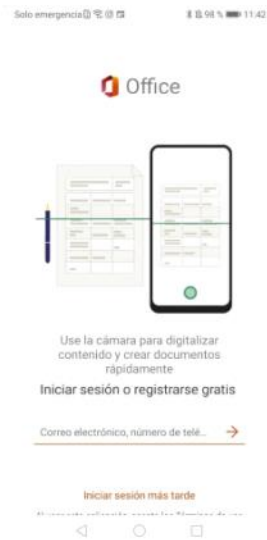 Solo emergencia 98 % 11:42
Office
Use la cámara para digitalizar
contenido y crear documentos
rápidamente
Iniciar sesión o registrarse gratis
Correo electrónico, número de telé...
Iniciar sesión más tarde